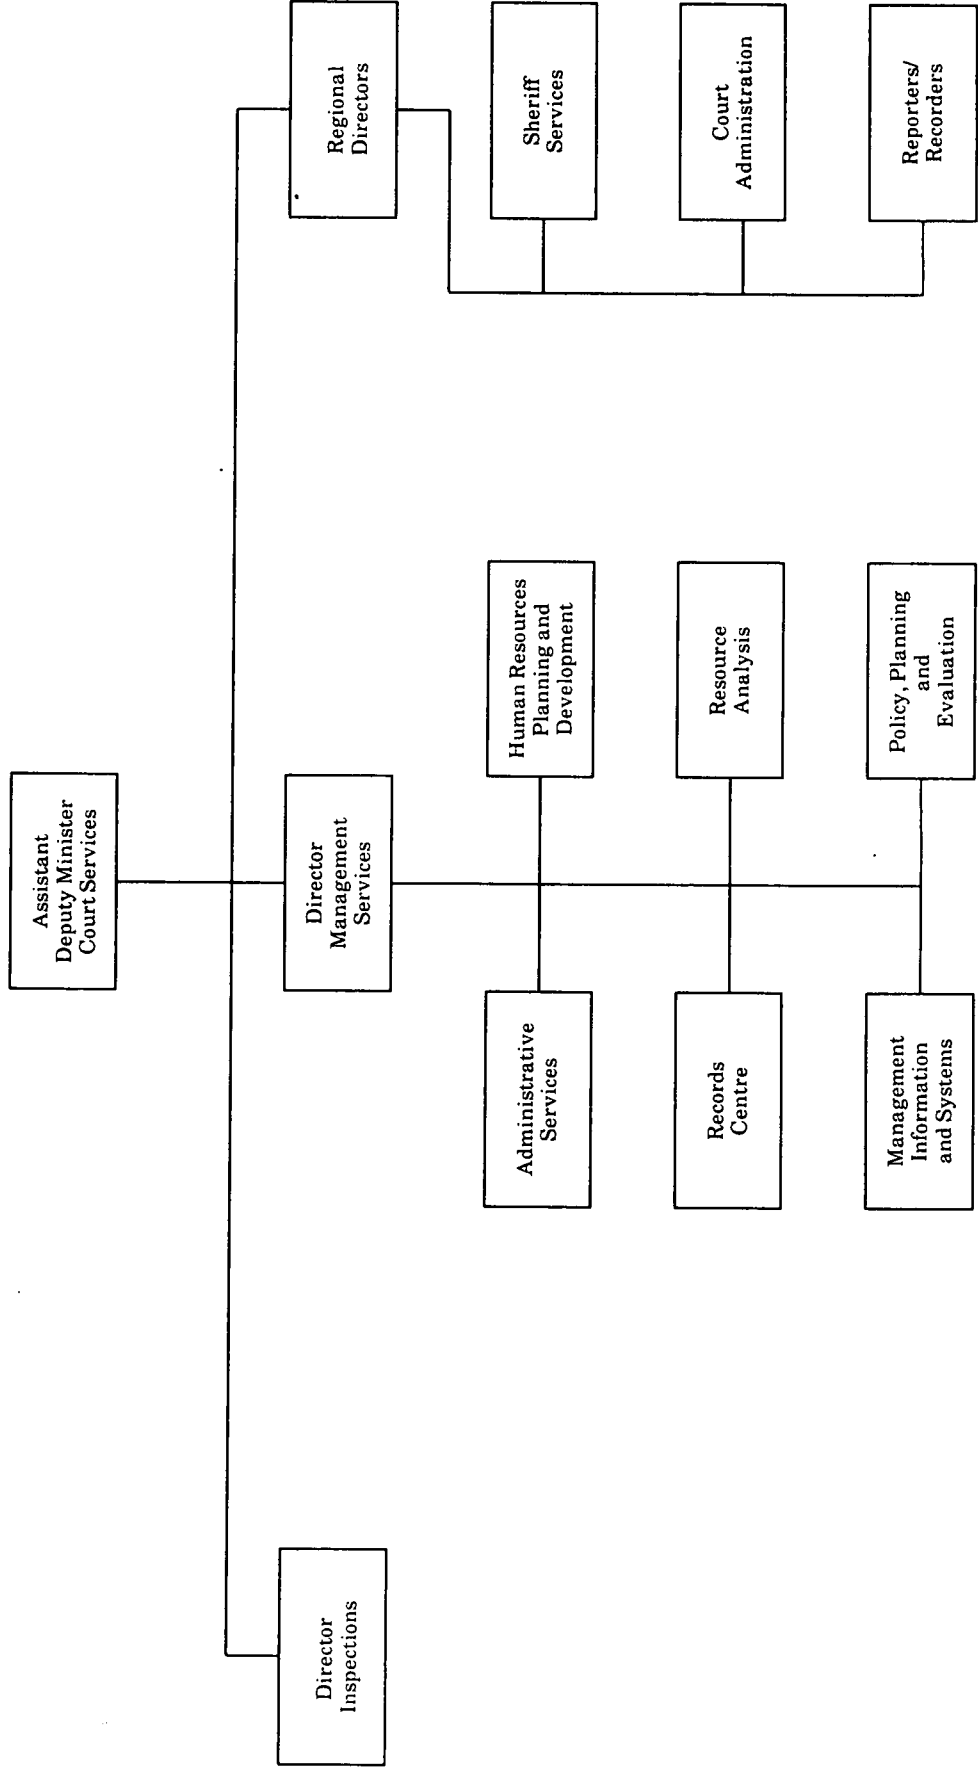 Assistant
Deputy Minister
Court Services
Director
Inspections
Director
Management
Services
Regional
Directors
Administrative
Services
Human Resources
Planning and
Development
Sheriff
Services
Records
Centre
Resource
Analysis
Court
Administration
Management
Information
and Systems
Policy, Planning
and
Evaluation
Reporters/
Recorders